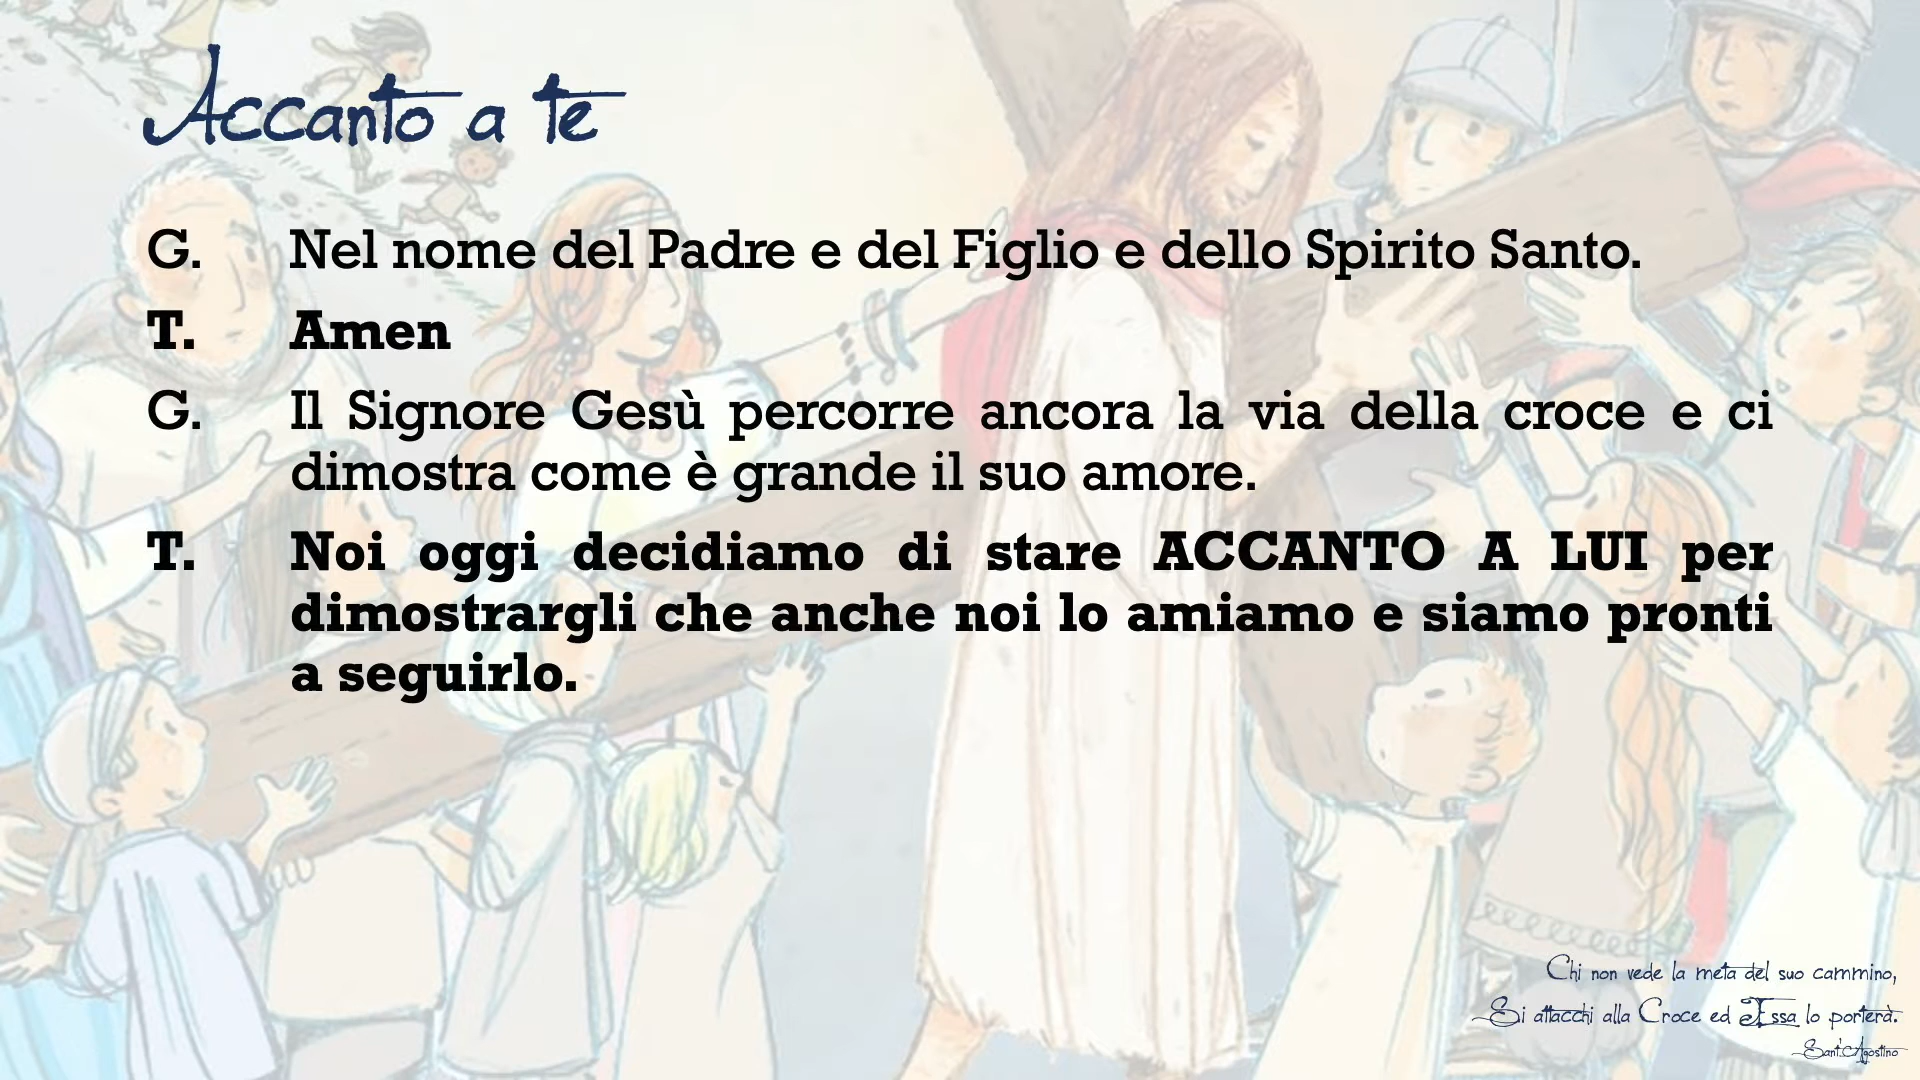 Accanto a te
G. Nel nome del Padre e del Figlio e dello Spirito Santo.
T. Amen
G. Il Signore Gesù percorre ancora la via della croce e ci
dimostra come è grande il suo amore.
T. Noi oggi decidiamo di stare ACCANTO A LUI per
dimostrargli che anche noi lo amiamo e siamo pronti
a seguirlo.
Chi non vede la meta del suo cammino,
Si attacchi alla Croce ed Essa lo porterà.
Sant'Agostino